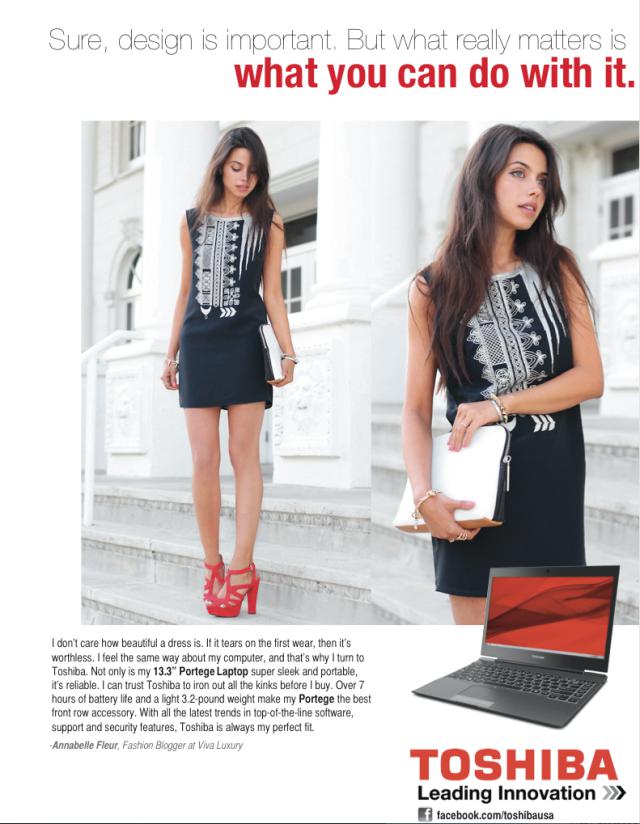 Sure, design is important. But what really matters is
what you can do with it.
I don't care how beautiful a dress is. If it tears on the first wear, then it's
worthless. I feel the same way about my computer, and that's why I turn to
Toshiba. Not only is my 13.3" Portege Laptop super sleek and portable,
it's reliable. I can trust Toshiba to iron out all the kinks before I buy. Over 7
hours of battery life and a light 3.2-pound weight make my Portege the best
front row accessory. With all the latest trends in top-of-the-line software,
support and security features, Toshiba is always my perfect fit.
-Annabelle Fleur, Fashion Blogger at Viva Luxury
TOSHIBA
Leading Innovation >>>
facebook.com/toshibausa